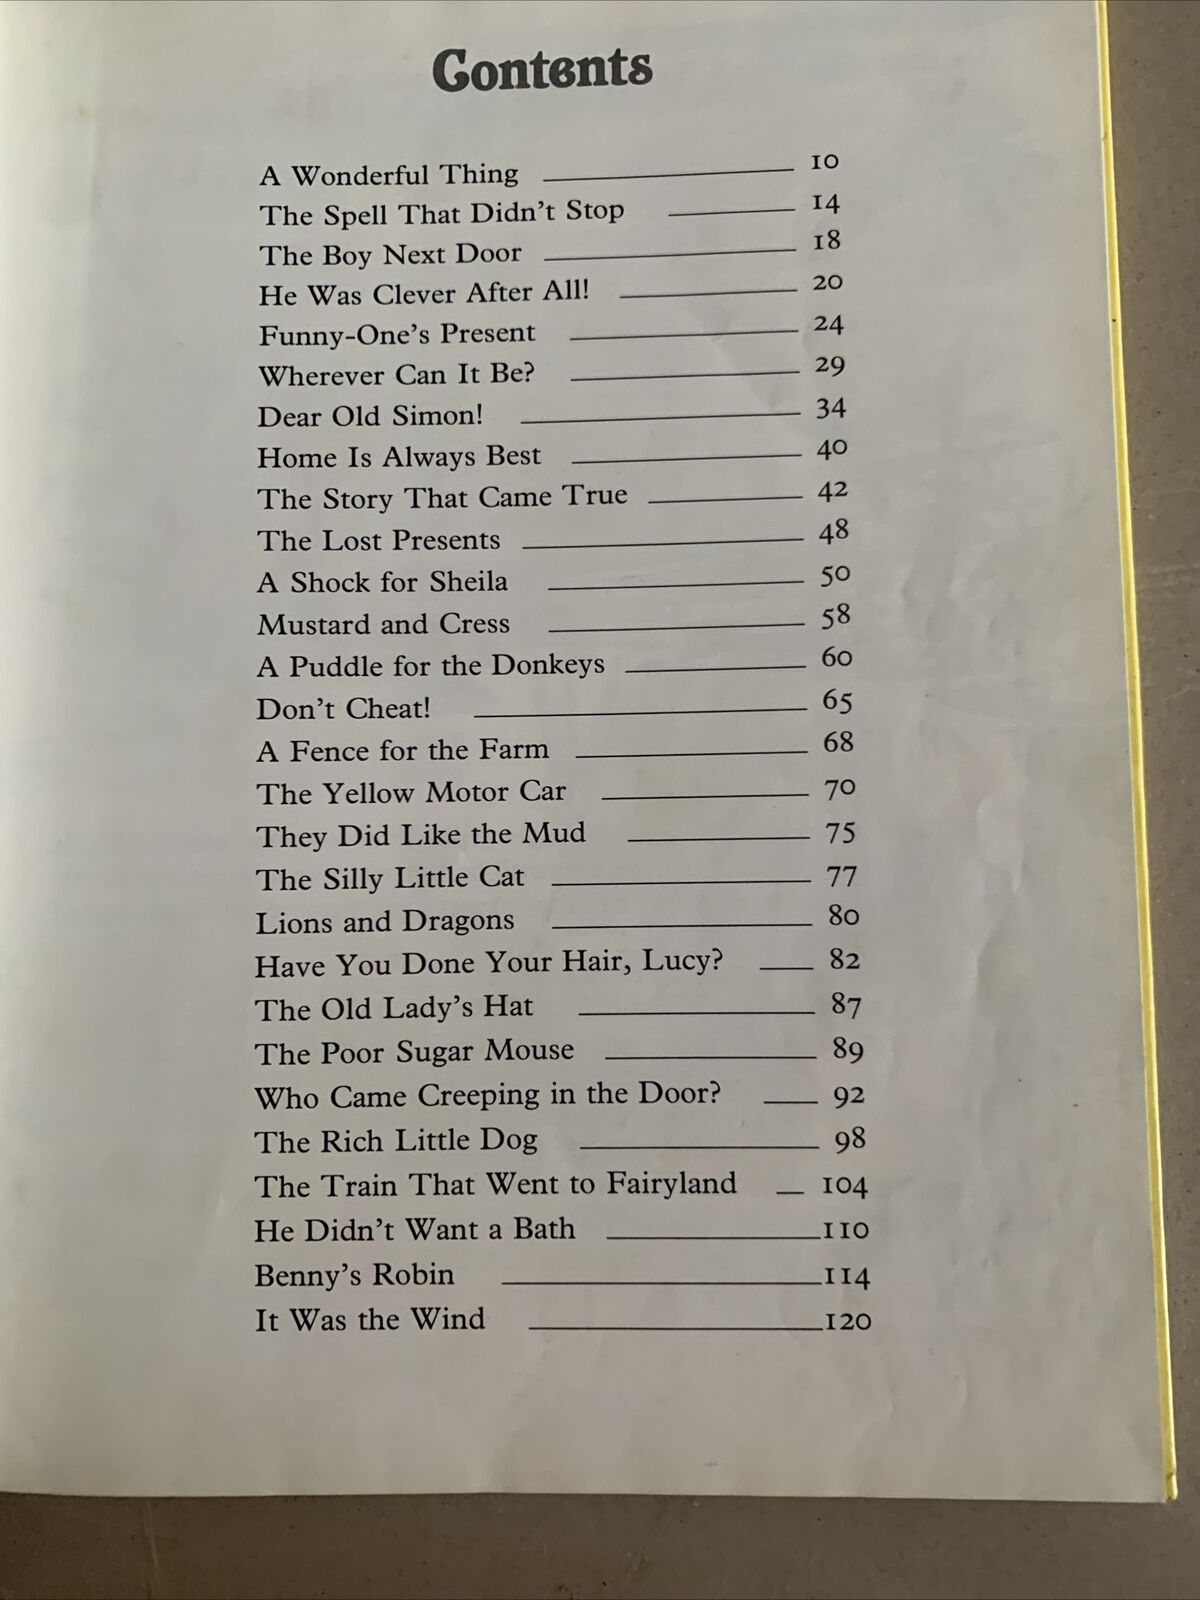 Contents
A Wonderful Thing 10
The Spell That Didn't Stop 14
The Boy Next Door 18
He Was Clever After All! 20
Funny-One's Present 24
Wherever Can It Be? 29
Dear Old Simon! 34
Home Is Always Best 40
The Story That Came True 42
The Lost Presents 48
A Shock for Sheila 50
Mustard and Cress 58
A Puddle for the Donkeys 60
Don't Cheat! 65
A Fence for the Farm 68
The Yellow Motor Car 70
They Did Like the Mud 75
The Silly Little Cat 77
Lions and Dragons 80
Have You Done Your Hair, Lucy? 82
The Old Lady's Hat 87
The Poor Sugar Mouse 89
Who Came Creeping in the Door? 92
The Rich Little Dog 98
The Train That Went to Fairyland 104
He Didn't Want a Bath 110
Benny's Robin 114
It Was the Wind 120